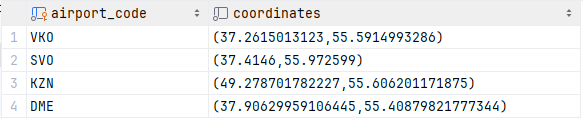 airport_code coordinates
1 VKO (37.2615013123,55.5914993286)
2 SVO (37.4146,55.972599)
3 KZN (49.278701782227,55.606201171875)
4 DME (37.90629959106445,55.40879821777344)